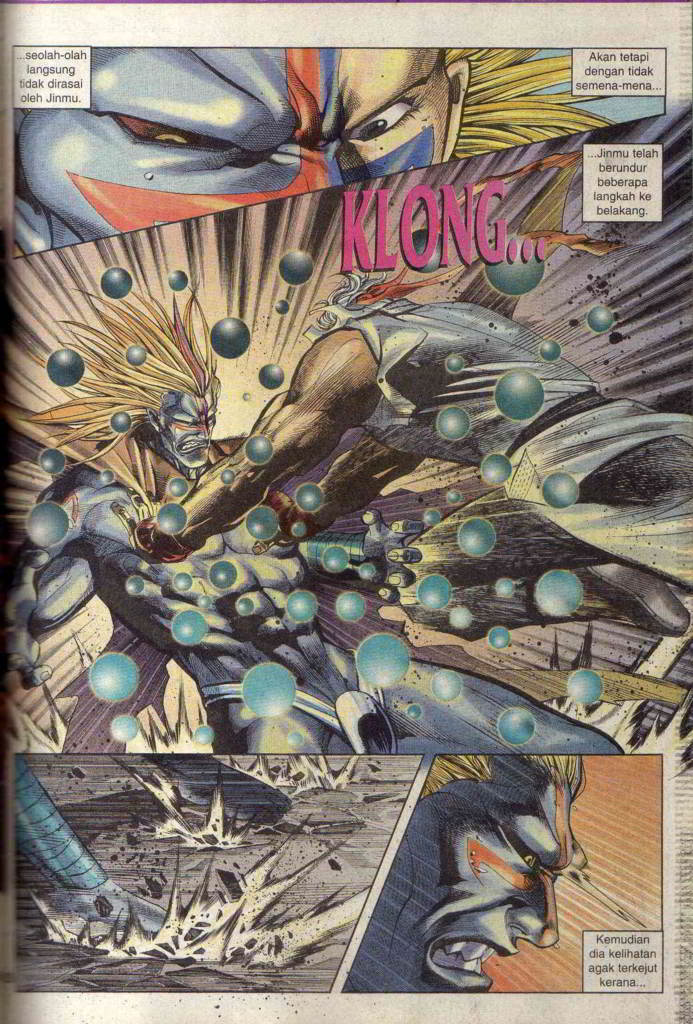 ...seolah-olah
langsung
tidak dirasai
oleh Jinmu.
Akan tetapi
dengan tidak
semena-mena...
...Jinmu telah
berundur
beberapa
langkah ke
belakang.
KLONG...
Kemudian
dia kelihatan
agak terkejut
kerana...